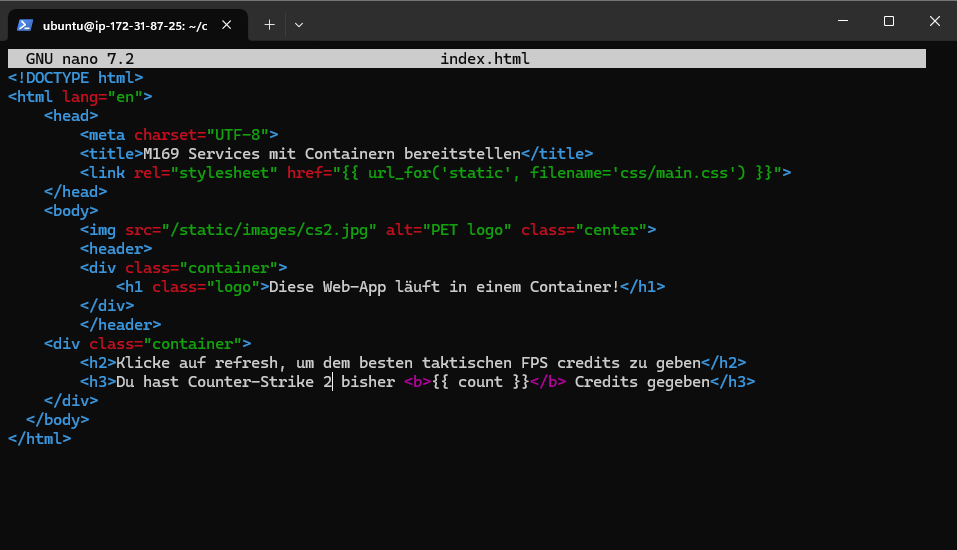 ubuntu@ip-172-31-87-25: ~/c
GNU nano 7.2 index.html
<!DOCTYPE html>
<html lang="en">
    <head>
        <meta charset="UTF-8">
        <title>M169 Services mit Containern bereitstellen</title>
        <link rel="stylesheet" href="{{ url_for('static', filename='css/main.css') }}">
    </head>
    <body>
        <img src="/static/images/cs2.jpg" alt="PET logo" class="center">
        <header>
        <div class="container">
            <h1 class="logo">Diese Web-App läuft in einem Container!</h1>
        </div>
        </header>
    <div class="container">
        <h2>Klicke auf refresh, um dem besten taktischen FPS credits zu geben</h2>
        <h3>Du hast Counter-Strike 2 bisher <b>{{ count }}</b> Credits gegeben</h3>
    </div>
  </body>
</html>